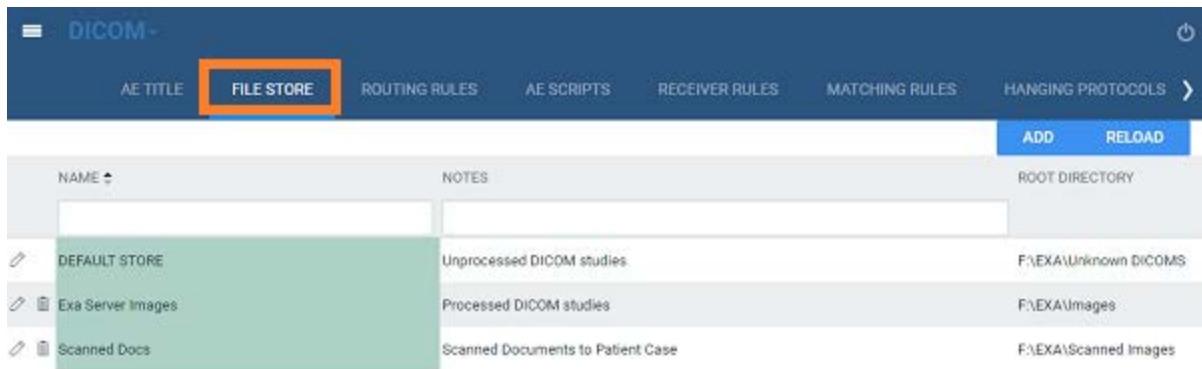 DICOM
AE TITLE FILE STORE ROUTING RULES AE SCRIPTS RECEIVER RULES MATCHING RULES HANGING PROTOCOLS
ADD RELOAD
NAME NOTES ROOT DIRECTORY
DEFAULT STORE Unprocessed DICOM studies F:\EXA\Unknown DICOMS
Exa Server Images Processed DICOM studies F:\EXA\Images
Scanned Docs Scanned Documents to Patient Case F:\EXA\Scanned Images